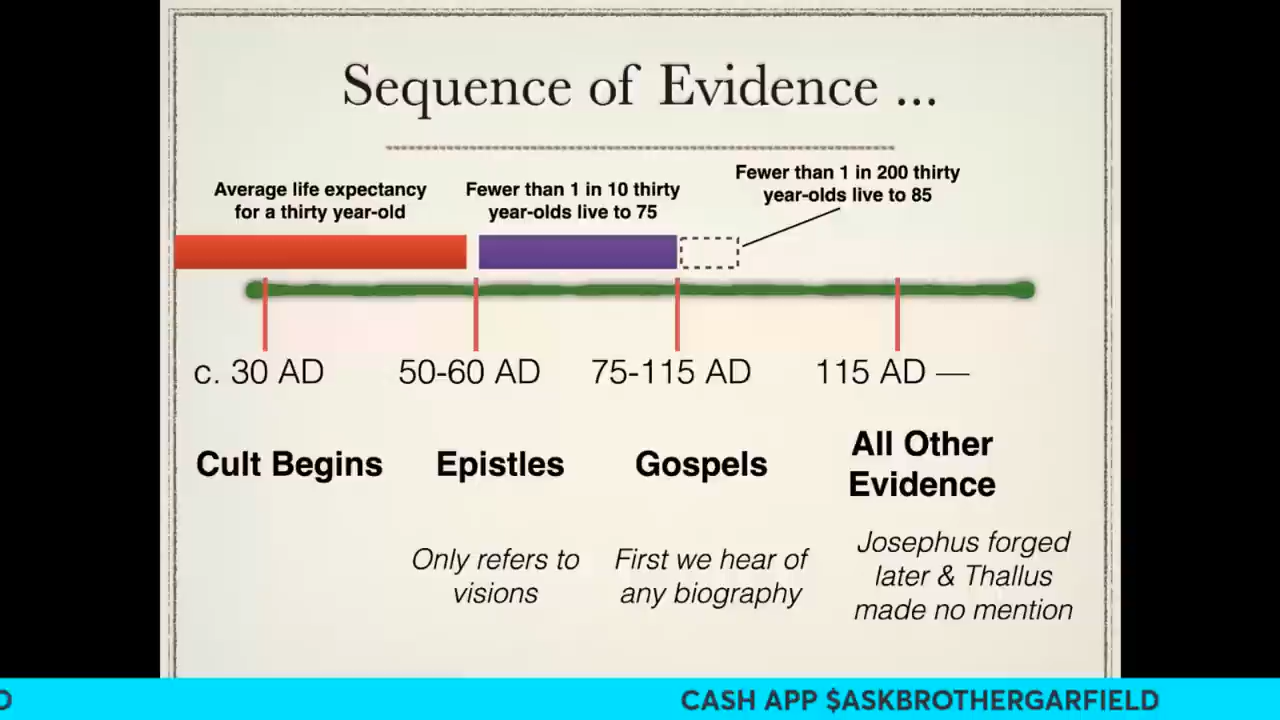 Sequence of Evidence ...
Average life expectancy
for a thirty year-old
Fewer than 1 in 10 thirty
year-olds live to 75
Fewer than 1 in 200 thirty
year-olds live to 85
c. 30 AD
50-60 AD
75-115 AD
115 AD —
Cult Begins
Epistles
Gospels
All Other
Evidence
Only refers to
visions
First we hear of
any biography
Josephus forged
later & Thallus
made no mention
CASH APP $ASKBROTHERGARFIELD